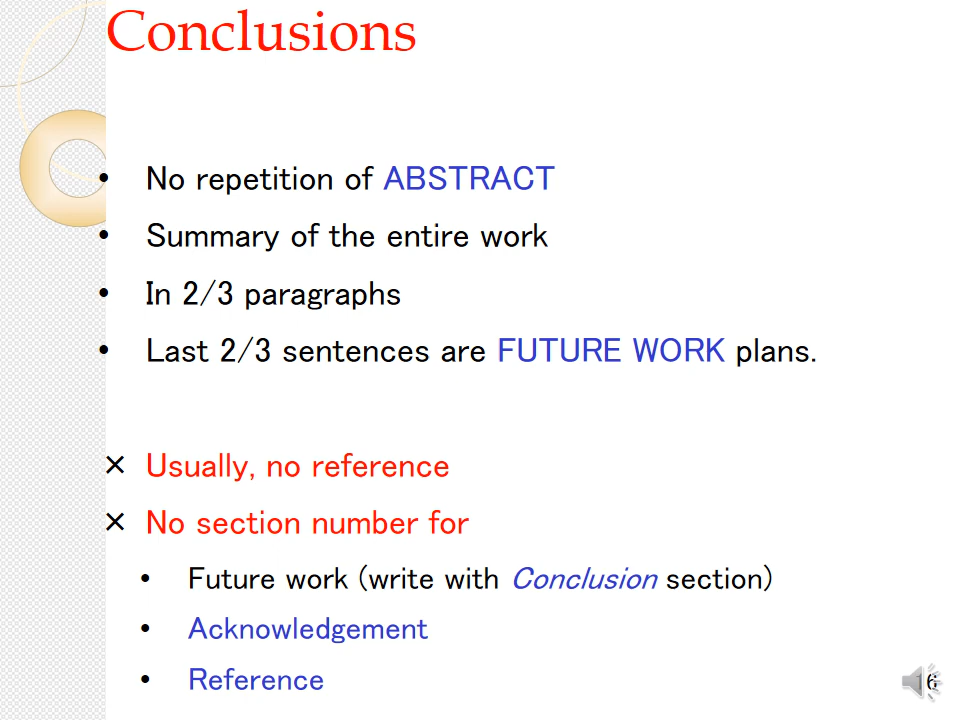 Conclusions
• No repetition of ABSTRACT
• Summary of the entire work
• In 2/3 paragraphs
• Last 2/3 sentences are FUTURE WORK plans.
× Usually, no reference
× No section number for
• Future work (write with Conclusion section)
• Acknowledgement
• Reference
16